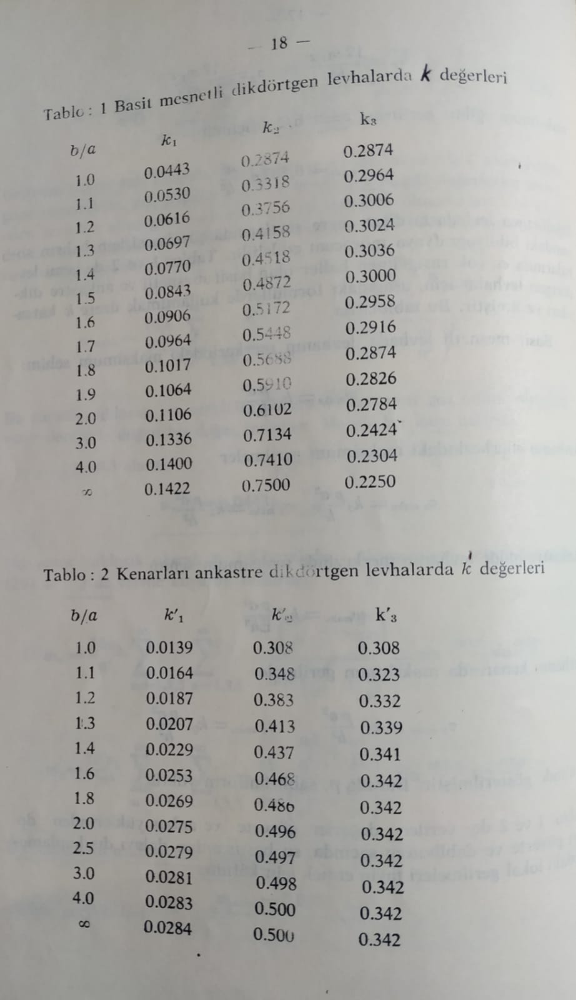 — 18 —
Tablo : 1 Basit mesnetli dikdörtgen levhalarda k değerleri
b/a k₁ k₂ k₃
1.0 0.0443 0.2874 0.2874
1.1 0.0530 0.3318 0.2964
1.2 0.0616 0.3756 0.3006
1.3 0.0697 0.4158 0.3024
1.4 0.0770 0.4518 0.3036
1.5 0.0843 0.4872 0.3000
1.6 0.0906 0.5172 0.2958
1.7 0.0964 0.5448 0.2916
1.8 0.1017 0.5688 0.2874
1.9 0.1064 0.5910 0.2826
2.0 0.1106 0.6102 0.2784
3.0 0.1336 0.7134 0.2424
4.0 0.1400 0.7410 0.2304
∞ 0.1422 0.7500 0.2250
Tablo : 2 Kenarları ankastre dikdörtgen levhalarda k' değerleri
b/a k'₁ k'₂ k'₃
1.0 0.0139 0.308 0.308
1.1 0.0164 0.348 0.323
1.2 0.0187 0.383 0.332
1.3 0.0207 0.413 0.339
1.4 0.0229 0.437 0.341
1.6 0.0253 0.468 0.342
1.8 0.0269 0.486 0.342
2.0 0.0275 0.496 0.342
2.5 0.0279 0.497 0.342
3.0 0.0281 0.498 0.342
4.0 0.0283 0.500 0.342
∞ 0.0284 0.500 0.342